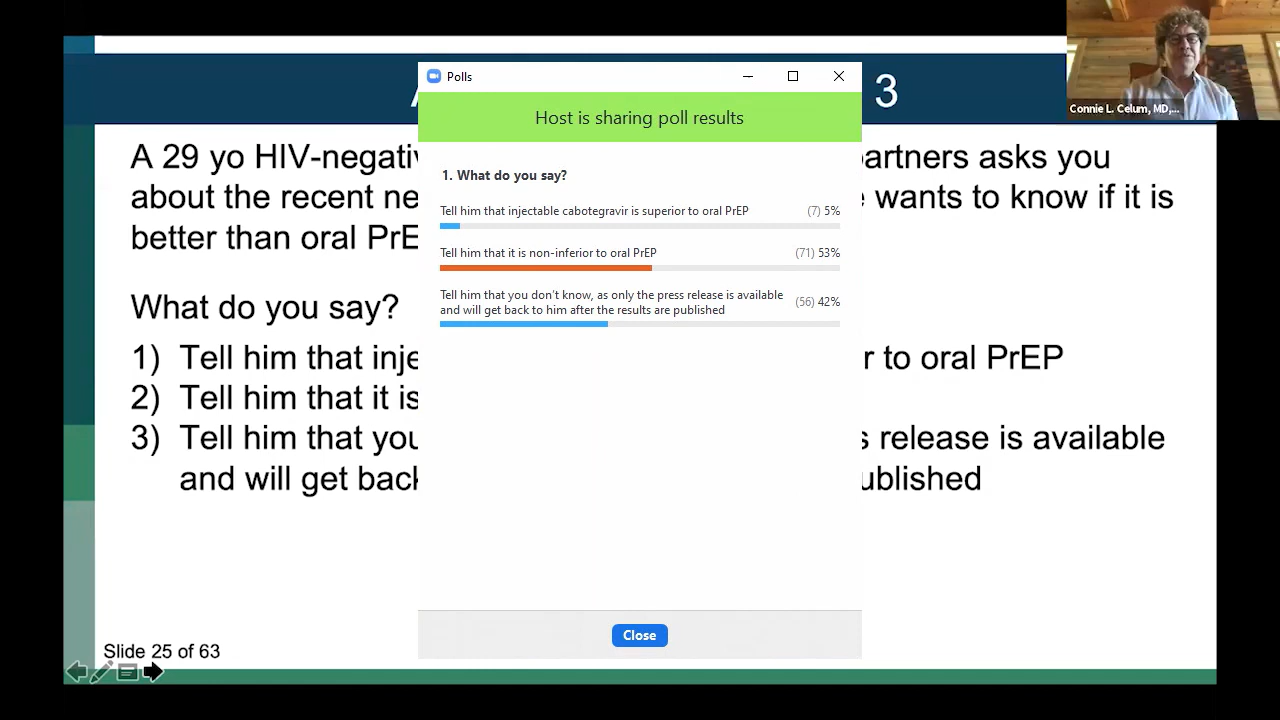 Polls
Host is sharing poll results
1. What do you say?
Tell him that injectable cabotegravir is superior to oral PrEP (7) 5%
Tell him that it is non-inferior to oral PrEP (71) 53%
Tell him that you don't know, as only the press release is available (56) 42%
and will get back to him after the results are published
Close
Connie L. Celum, MD,...
3
A 29 yo HIV-negativ artners asks you
about the recent ne wants to know if it is
better than oral PrE
What do you say?
1) Tell him that inje r to oral PrEP
2) Tell him that it is
3) Tell him that you s release is available
and will get back ublished
Slide 25 of 63